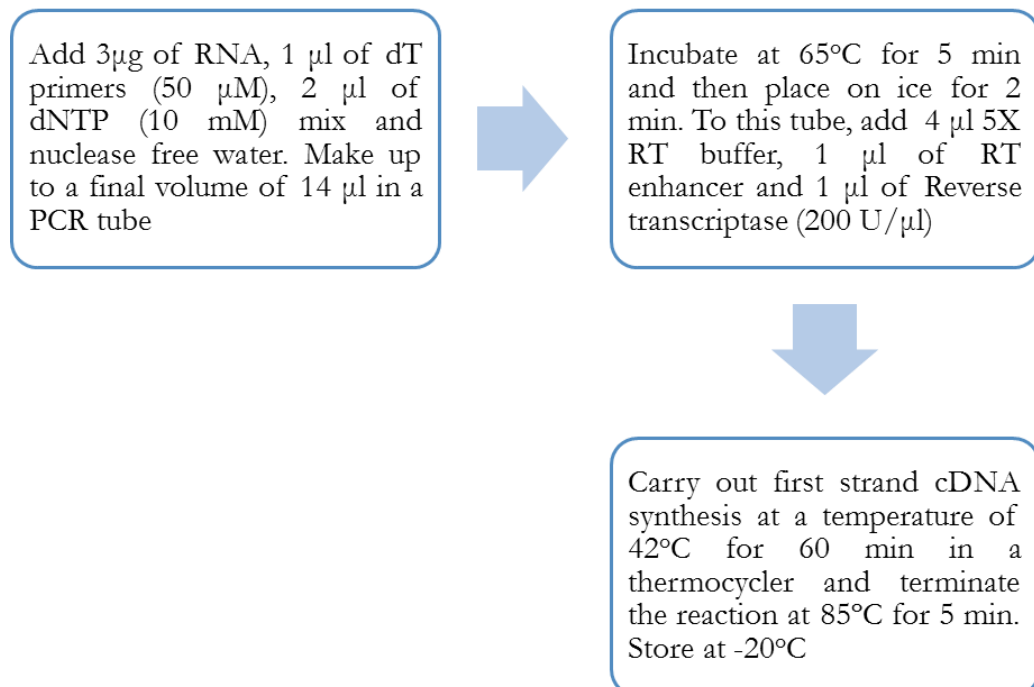 Add 3µg of RNA, 1 µl of dT
primers (50 µM), 2 µl of
dNTP (10 mM) mix and
nuclease free water. Make up
to a final volume of 14 µl in a
PCR tube
Incubate at 65°C for 5 min
and then place on ice for 2
min. To this tube, add 4 µl 5X
RT buffer, 1 µl of RT
enhancer and 1 µl of Reverse
transcriptase (200 U/µl)
Carry out first strand cDNA
synthesis at a temperature of
42°C for 60 min in a
thermocycler and terminate
the reaction at 85°C for 5 min.
Store at -20°C